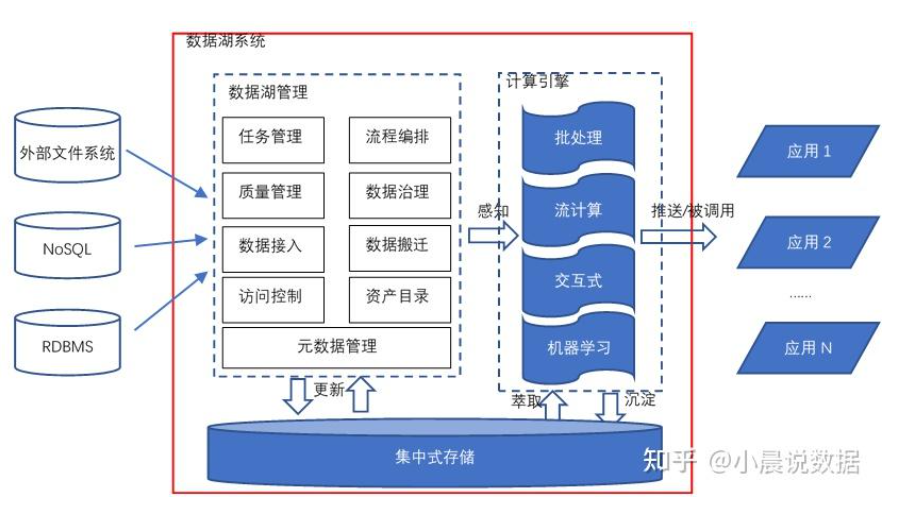 数据湖系统
外部文件系统
NoSQL
RDBMS
数据湖管理
任务管理
流程编排
质量管理
数据治理
数据接入
数据搬迁
访问控制
资产目录
元数据管理
感知
计算引擎
批处理
流计算
交互式
机器学习
推送/被调用
应用 1
应用 2
......
应用 N
更新
萃取
沉淀
集中式存储
知乎 @小晨说数据